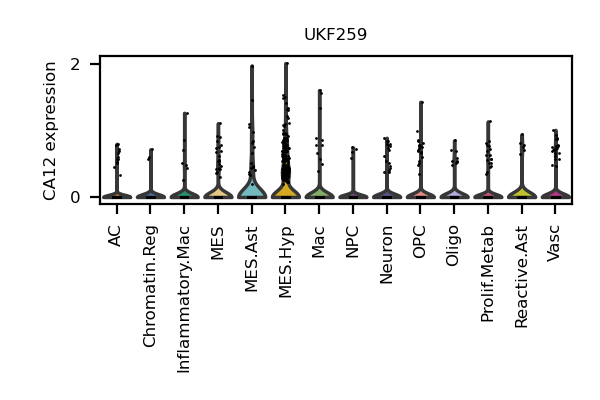 UKF259
CA12 expression
2
0
AC
Chromatin.Reg
Inflammatory.Mac
MES
MES.Ast
MES.Hyp
Mac
NPC
Neuron
OPC
Oligo
Prolif.Metab
Reactive.Ast
Vasc